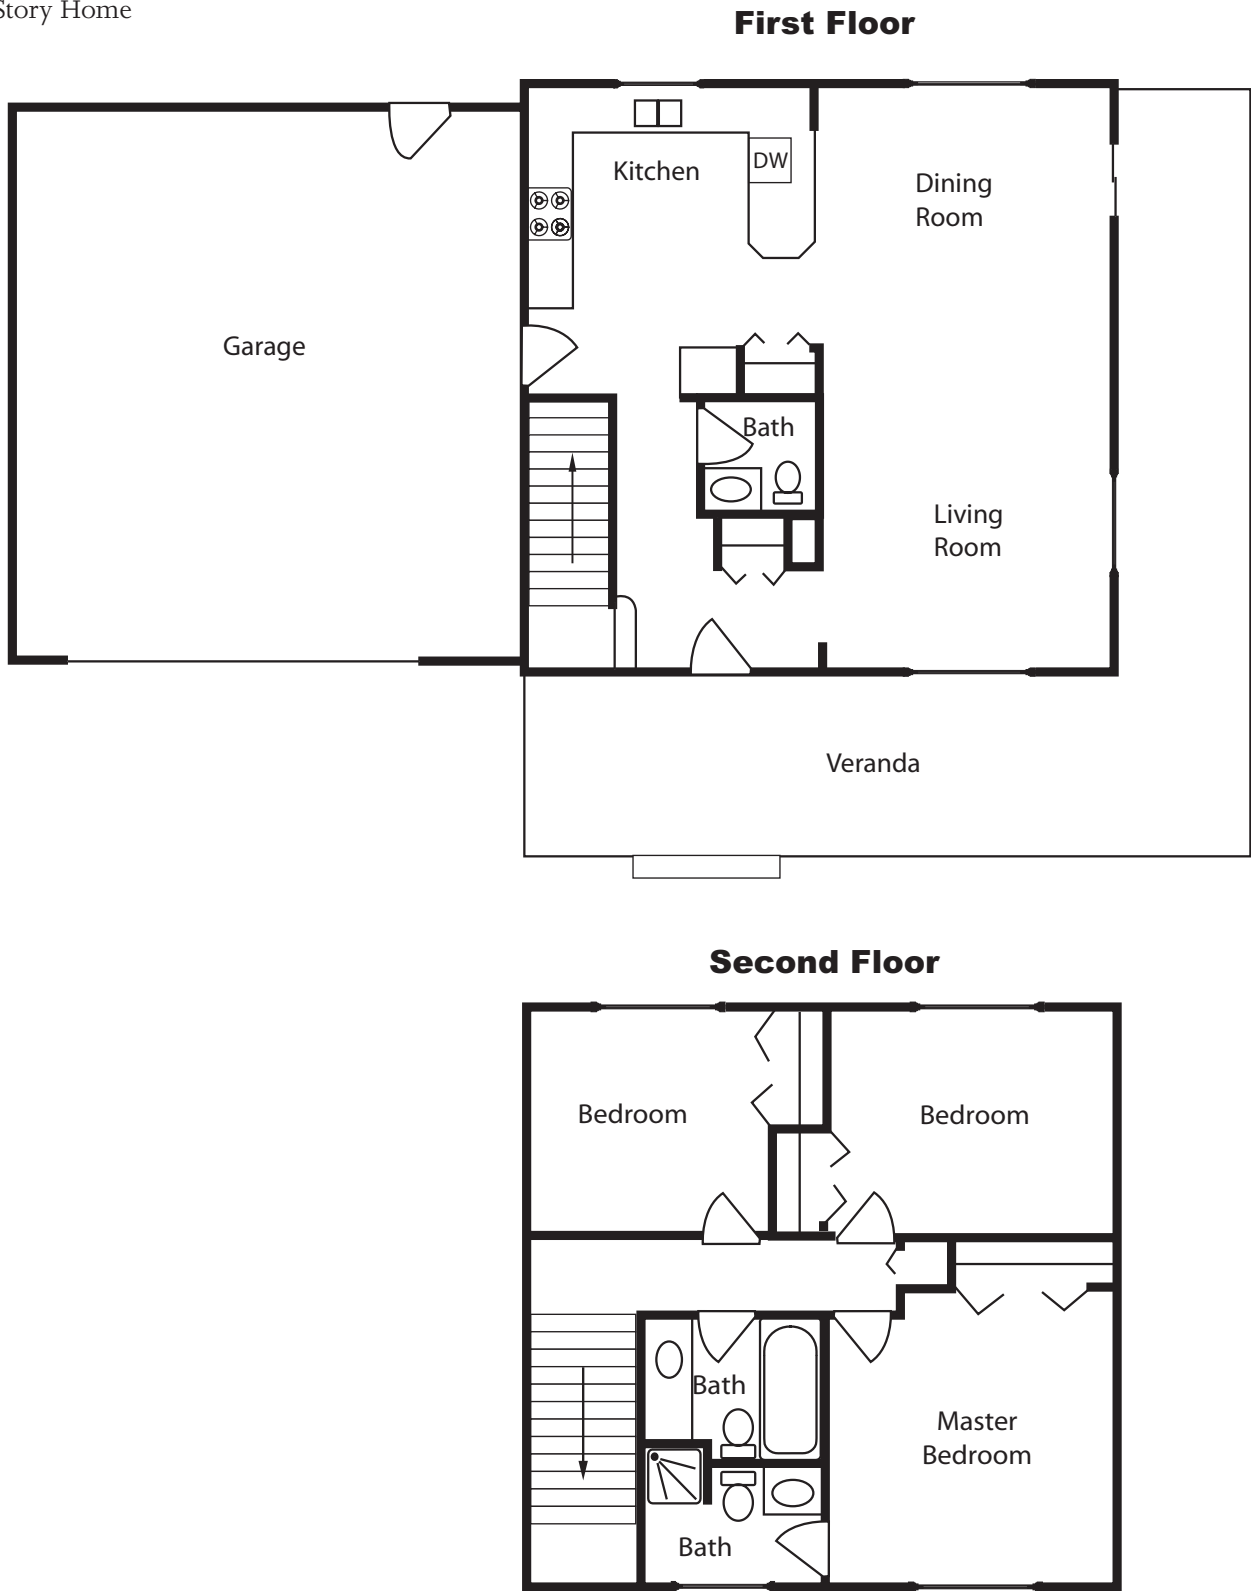 Story Home
First Floor
Kitchen
DW
Dining
Room
Garage
Bath
Living
Room
Veranda
Second Floor
Bedroom
Bedroom
Bath
Master
Bedroom
Bath